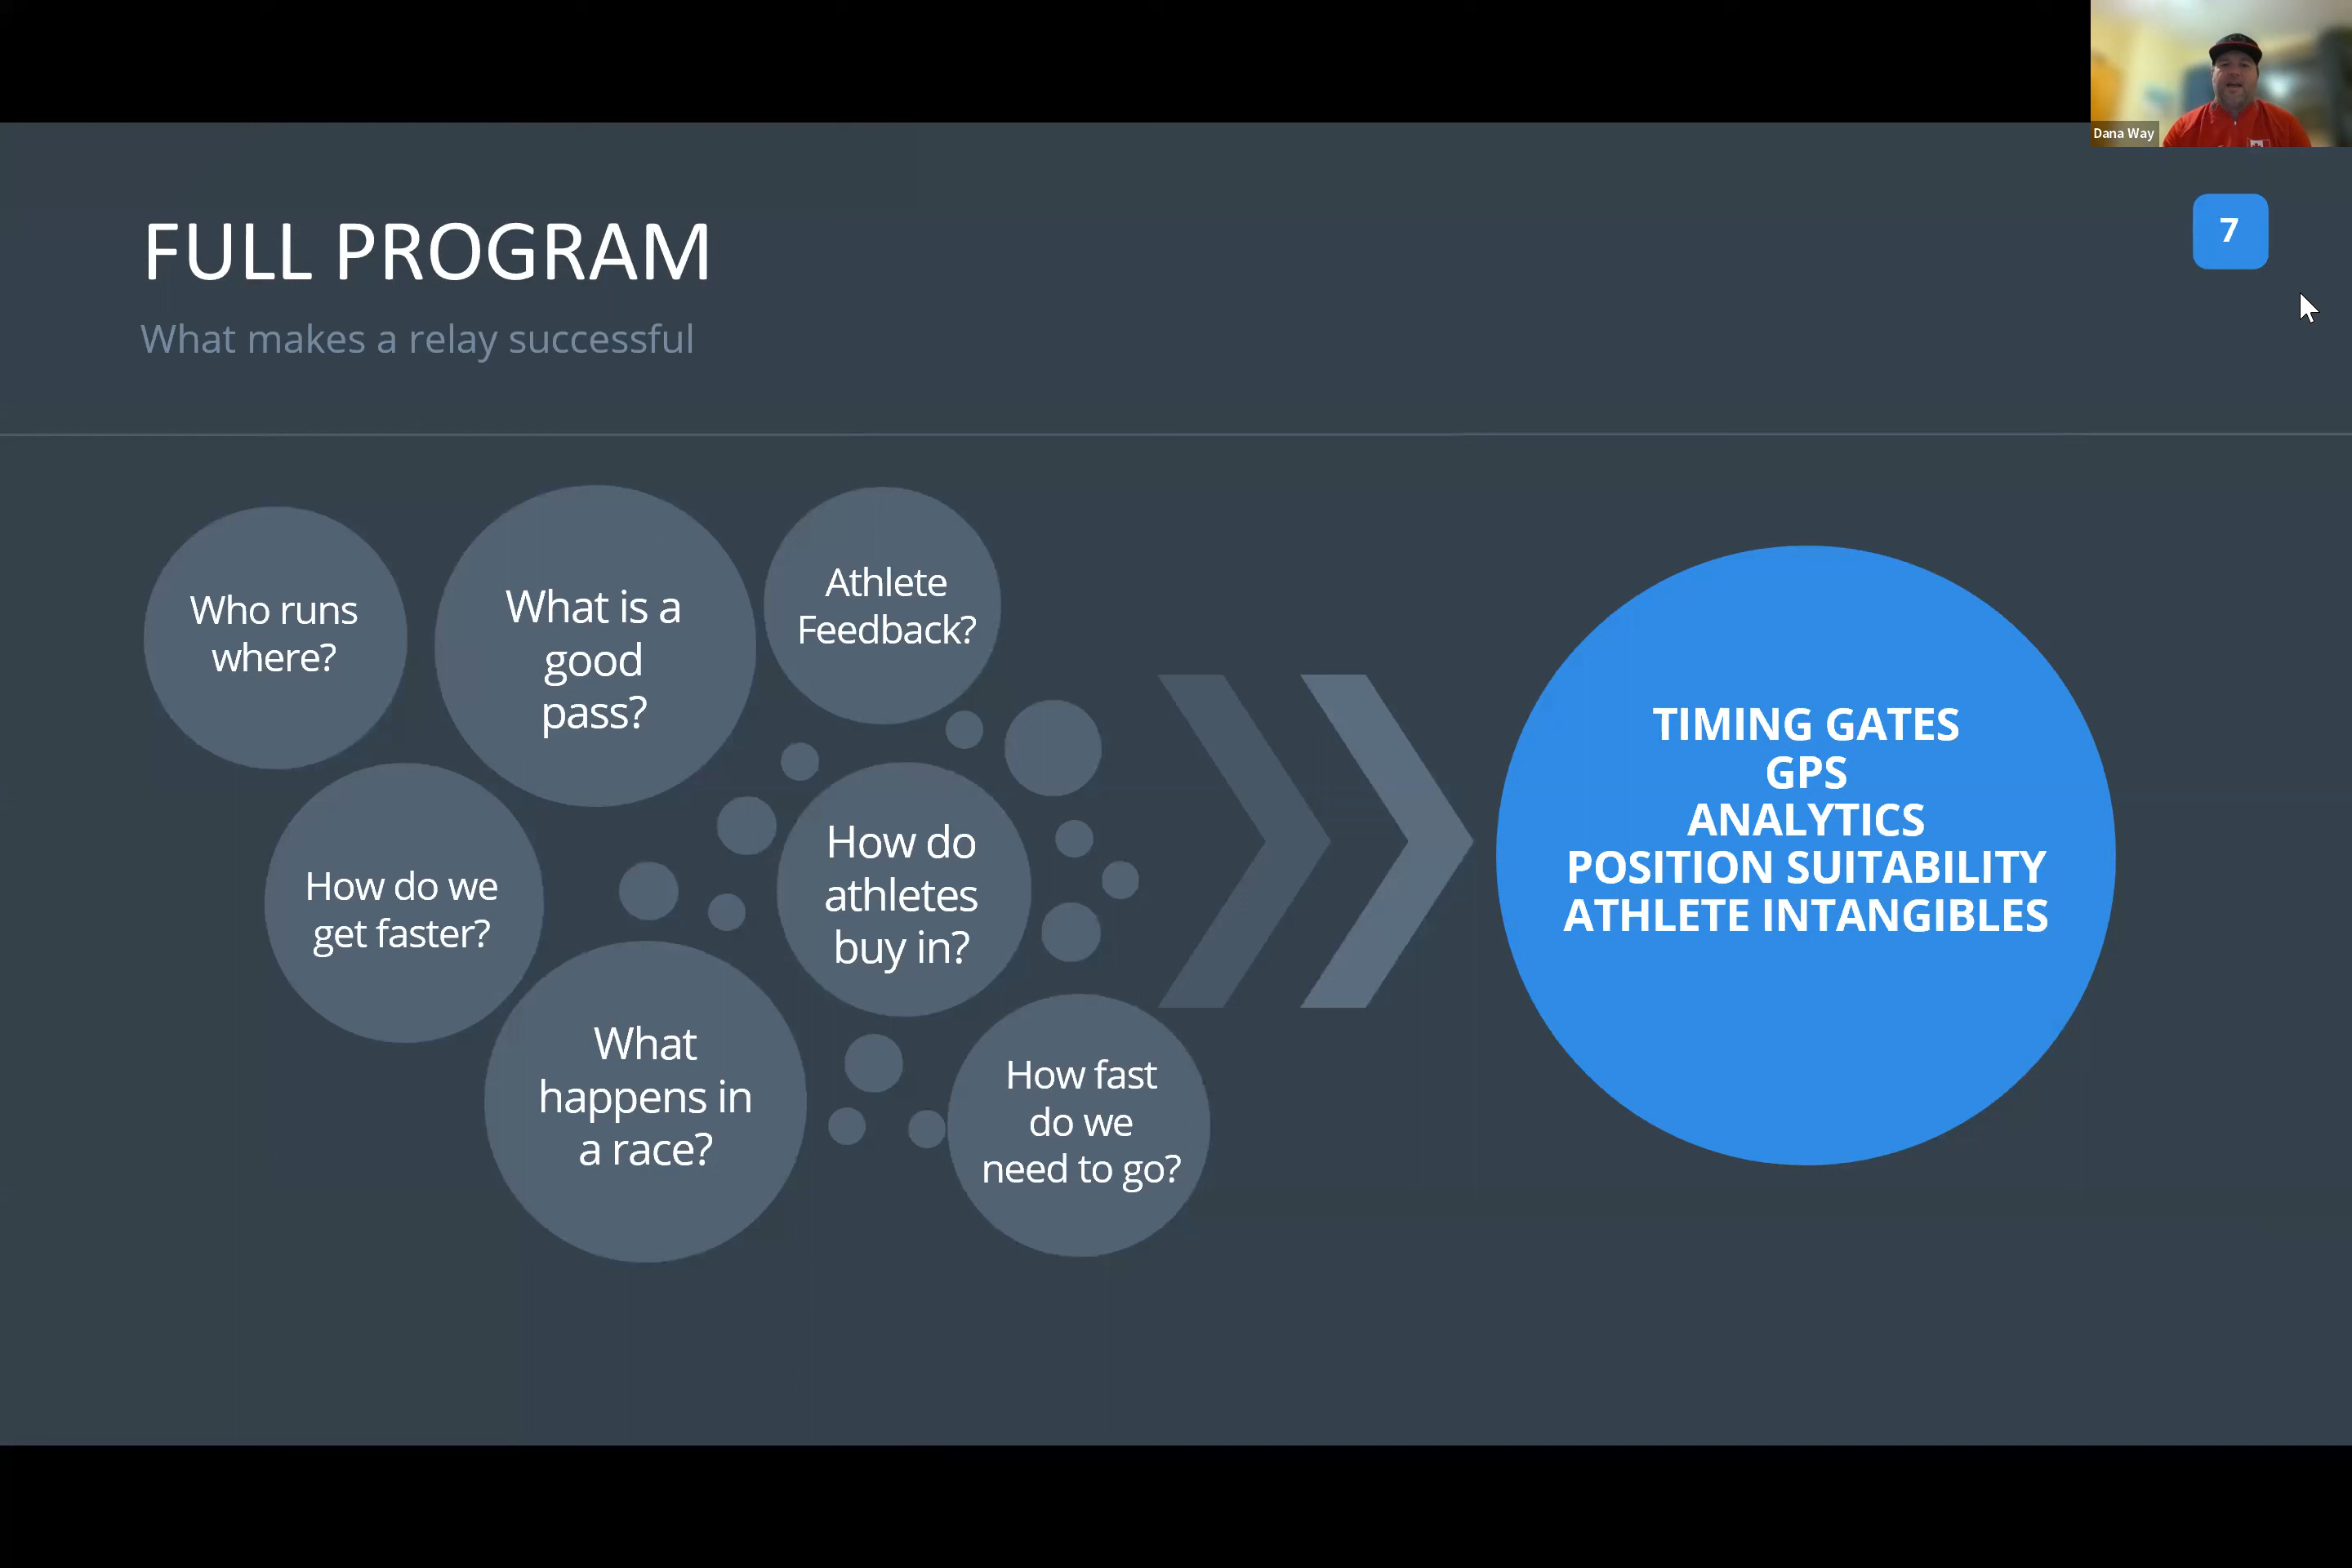 Dana Way
FULL PROGRAM
7
What makes a relay successful
Who runs
where?
What is a
good
pass?
Athlete
Feedback?
How do we
get faster?
How do
athletes
buy in?
What
happens in
a race?
How fast
do we
need to go?
TIMING GATES
GPS
ANALYTICS
POSITION SUITABILITY
ATHLETE INTANGIBLES